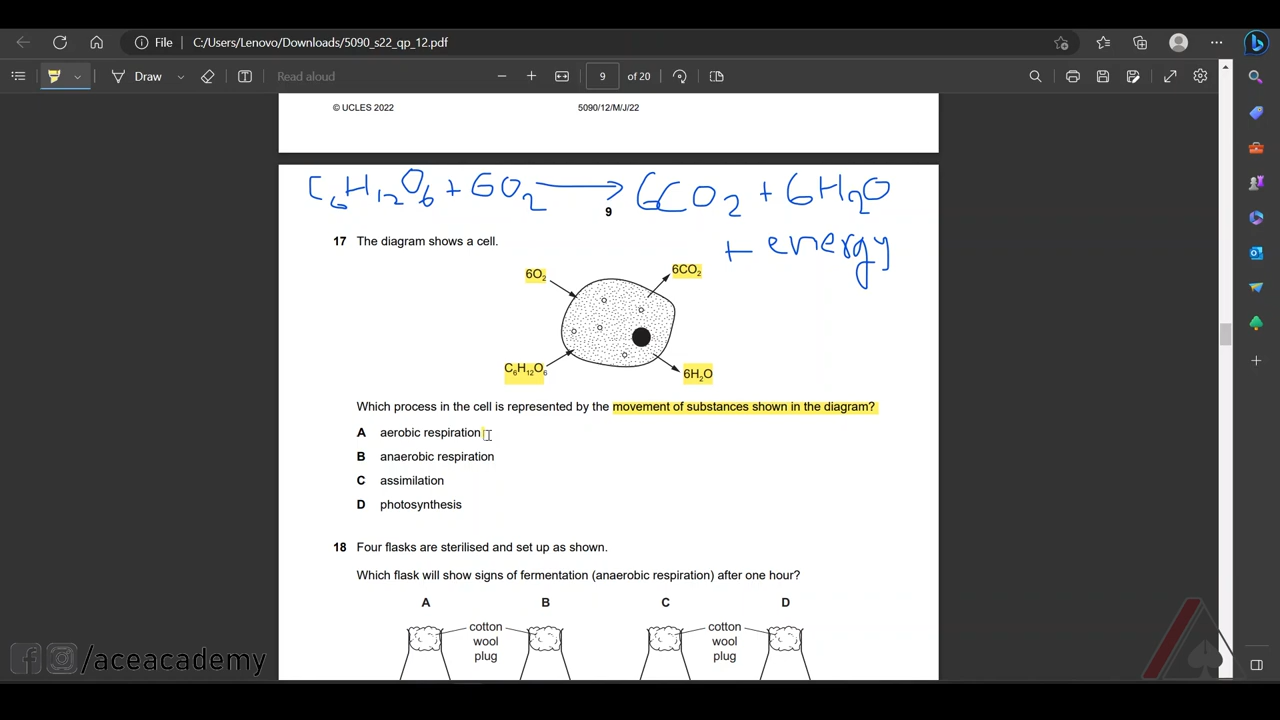 File
C:/Users/Lenovo/Downloads/5090_s22_qp_12.pdf
Draw
Read aloud
9
of 20
© UCLES 2022
5090/12/M/J/22
C6H12O6 + 6O2 → 6CO2 + 6H2O
+ energy
9
17 The diagram shows a cell.
6O2
6CO2
C6H12O6
6H2O
Which process in the cell is represented by the movement of substances shown in the diagram?
A aerobic respiration
B anaerobic respiration
C assimilation
D photosynthesis
18 Four flasks are sterilised and set up as shown.
Which flask will show signs of fermentation (anaerobic respiration) after one hour?
A B C D
cotton wool plug
cotton wool plug
/aceacademy